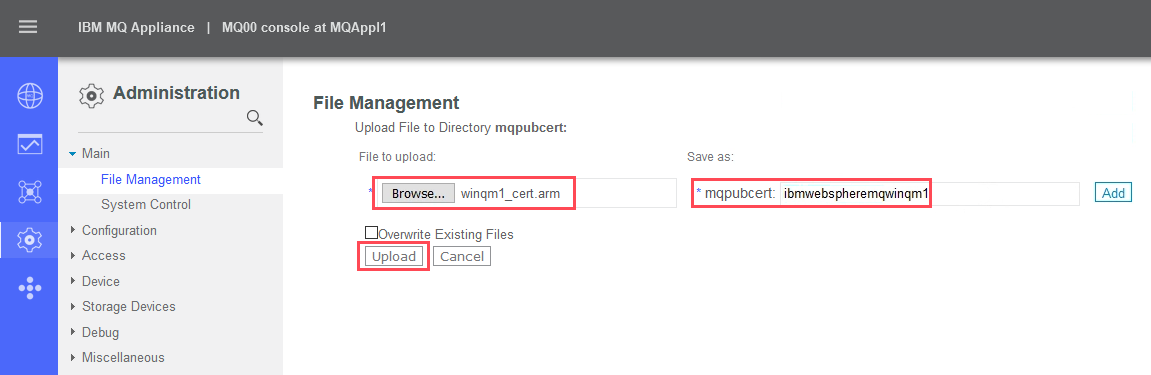 IBM MQ Appliance | MQ00 console at MQAppl1
Administration
Main
File Management
System Control
Configuration
Access
Device
Storage Devices
Debug
Miscellaneous
File Management
Upload File to Directory mqpubcert:
File to upload: Save as:
* Browse... winqm1_cert.arm * mqpubcert: ibmwebspheremqwinqm1 Add
Overwrite Existing Files
Upload Cancel